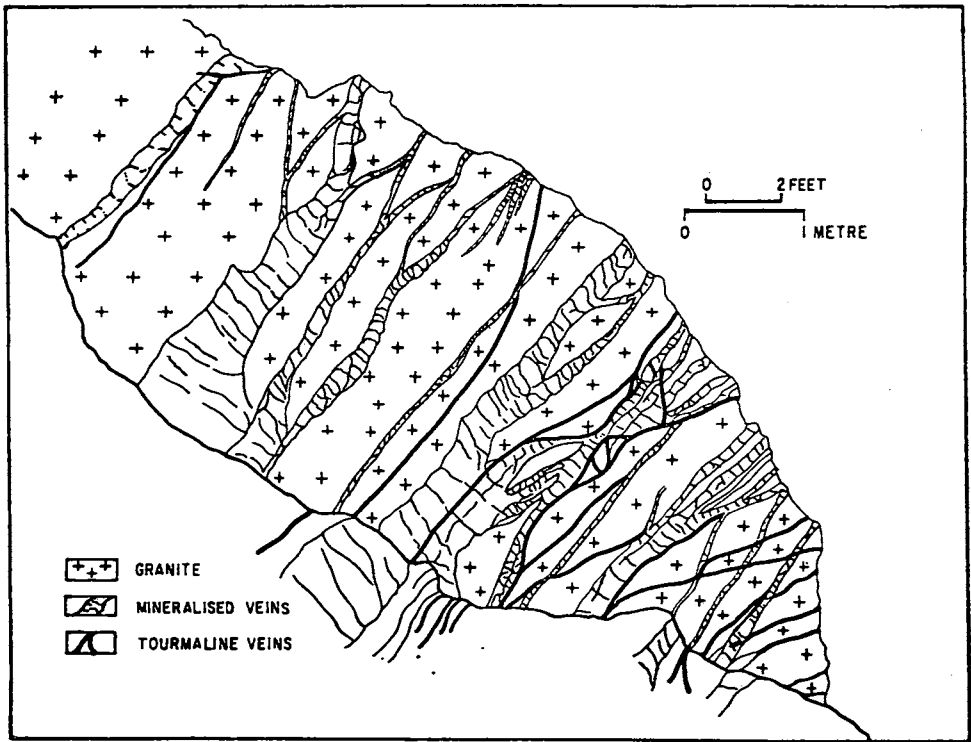 0 2 FEET
0 1 METRE
GRANITE
MINERALISED VEINS
TOURMALINE VEINS